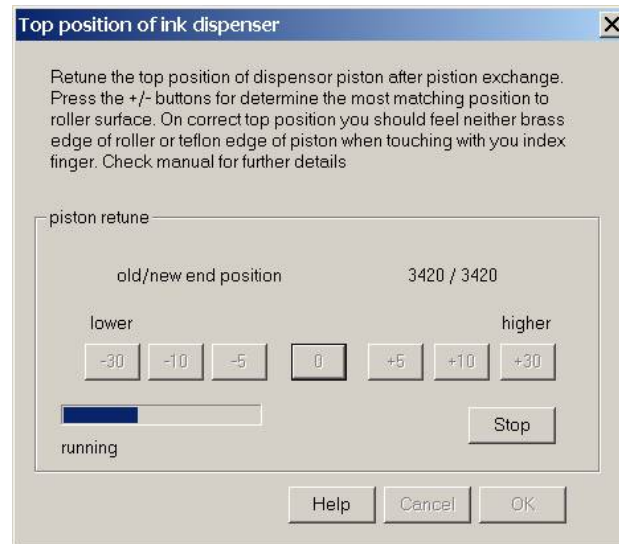 Top position of ink dispenser
Retune the top position of dispensor piston after pistion exchange.
Press the +/- buttons for determine the most matching position to
roller surface. On correct top position you should feel neither brass
edge of roller or teflon edge of piston when touching with you index
finger. Check manual for further details
piston retune
old/new end position 3420 / 3420
lower higher
-30 -10 -5 0 +5 +10 +30
Stop
running
Help Cancel OK